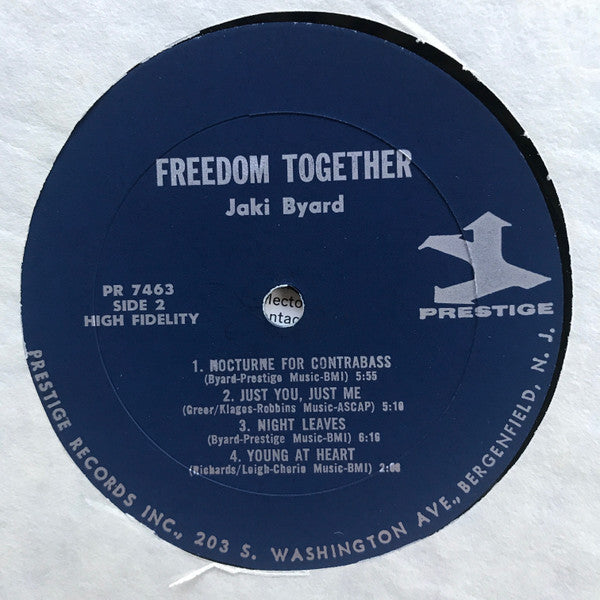 FREEDOM TOGETHER
Jaki Byard
PR 7463
SIDE 2
HIGH FIDELITY
PRESTIGE
1. NOCTURNE FOR CONTRABASS
(Byard-Prestige Music-BMI) 5:55
2. JUST YOU, JUST ME
(Greer/Klages-Robbins Music-ASCAP) 5:10
3. NIGHT LEAVES
(Byard-Prestige Music-BMI) 6:16
4. YOUNG AT HEART
(Richards/Leigh-Cherio Music-BMI)
PRESTIGE RECORDS INC., 203 S. WASHINGTON AVE., BERGENFIELD, N. J.